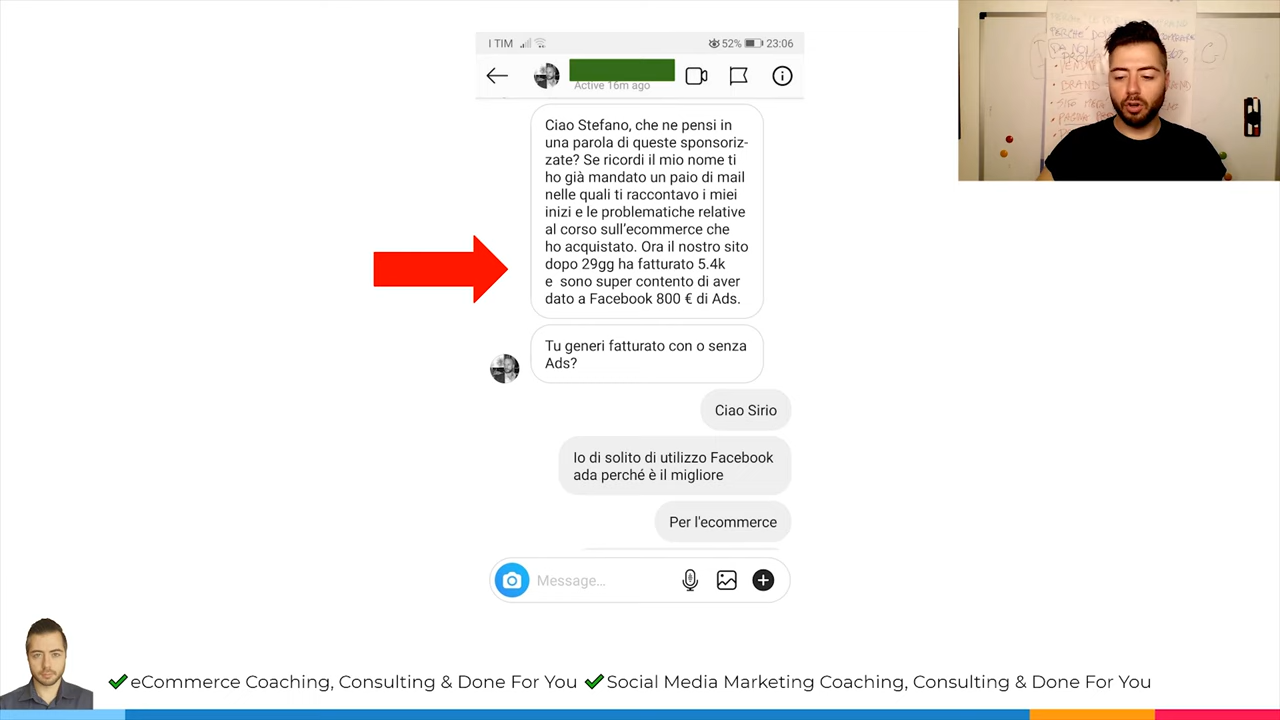 I TIM 52% 23:06
Active 16m ago
Ciao Stefano, che ne pensi in
una parola di queste sponsoriz-
zate? Se ricordi il mio nome ti
ho già mandato un paio di mail
nelle quali ti raccontavo i miei
inizi e le problematiche relative
al corso sull'ecommerce che
ho acquistato. Ora il nostro sito
dopo 29gg ha fatturato 5.4k
e sono super contento di aver
dato a Facebook 800 € di Ads.
Tu generi fatturato con o senza
Ads?
Ciao Sirio
Io di solito di utilizzo Facebook
ada perché è il migliore
Per l'ecommerce
Message...
eCommerce Coaching, Consulting & Done For You Social Media Marketing Coaching, Consulting & Done For You